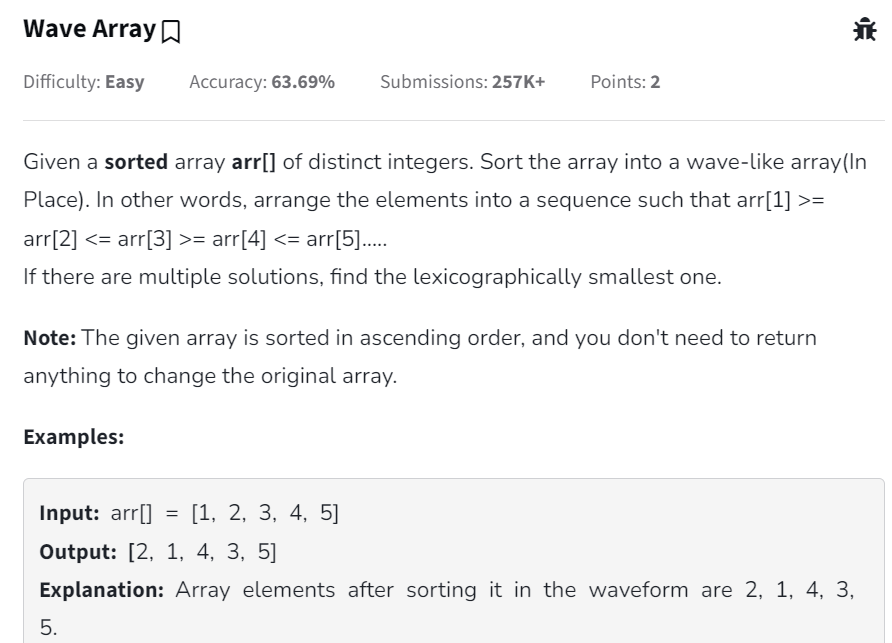 Wave Array
Difficulty: Easy Accuracy: 63.69% Submissions: 257K+ Points: 2
Given a sorted array arr[] of distinct integers. Sort the array into a wave-like array(In
Place). In other words, arrange the elements into a sequence such that arr[1] >=
arr[2] <= arr[3] >= arr[4] <= arr[5].....
If there are multiple solutions, find the lexicographically smallest one.
Note: The given array is sorted in ascending order, and you don't need to return
anything to change the original array.
Examples:
Input: arr[] = [1, 2, 3, 4, 5]
Output: [2, 1, 4, 3, 5]
Explanation: Array elements after sorting it in the waveform are 2, 1, 4, 3,
5.